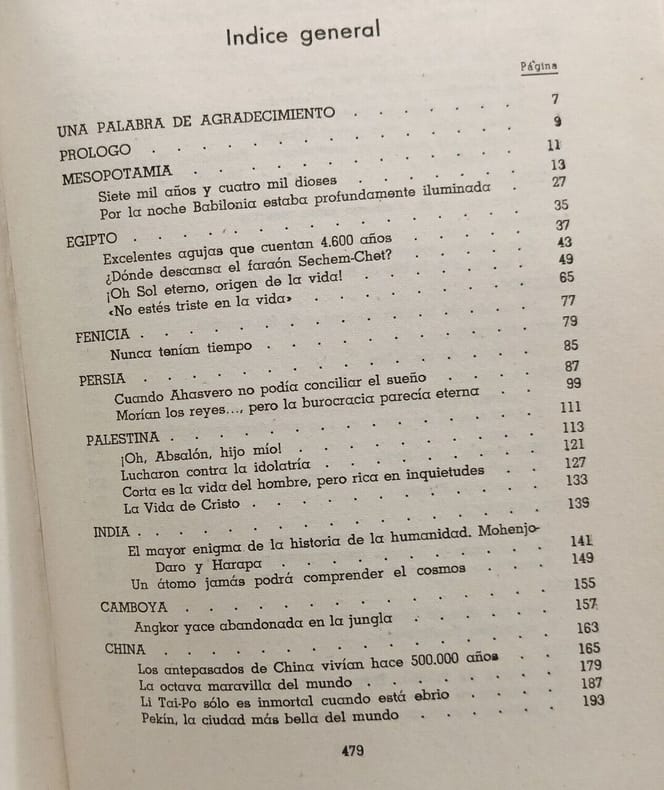 Indice general
Página
UNA PALABRA DE AGRADECIMIENTO . . . . . . . 7
PROLOGO . . . . . . . . . . . . . . 9
MESOPOTAMIA . . . . . . . . . . . . . 11
Siete mil años y cuatro mil dioses . . . . . . 13
Por la noche Babilonia estaba profundamente iluminada . 27
EGIPTO . . . . . . . . . . . . . . . 35
Excelentes agujas que cuentan 4.600 años . . . . 37
¿Dónde descansa el faraón Sechem-Chet? . . . . 43
¡Oh Sol eterno, origen de la vida! . . . . . . 49
«No estés triste en la vida» . . . . . . . . 65
FENICIA . . . . . . . . . . . . . . . 77
Nunca tenían tiempo . . . . . . . . . . 79
PERSIA . . . . . . . . . . . . . . . 85
Cuando Ahasvero no podía conciliar el sueño . . . . 87
Morían los reyes..., pero la burocracia parecía eterna . . 99
PALESTINA . . . . . . . . . . . . . . 111
¡Oh, Absalón, hijo mío! . . . . . . . . . 113
Lucharon contra la idolatría . . . . . . . . 121
Corta es la vida del hombre, pero rica en inquietudes . . 127
La Vida de Cristo . . . . . . . . . . . 133
INDIA . . . . . . . . . . . . . . . 139
El mayor enigma de la historia de la humanidad. Mohenjo-
Daro y Harapa . . . . . . . . . . 141
Un átomo jamás podrá comprender el cosmos . . . 149
CAMBOYA . . . . . . . . . . . . . . 155
Angkor yace abandonada en la jungla . . . . . 157
CHINA . . . . . . . . . . . . . . . 163
Los antepasados de China vivían hace 500.000 años . . 165
La octava maravilla del mundo . . . . . . . 179
Li Tai-Po sólo es inmortal cuando está ebrio . . . . 187
Pekín, la ciudad más bella del mundo . . . . . 193
479